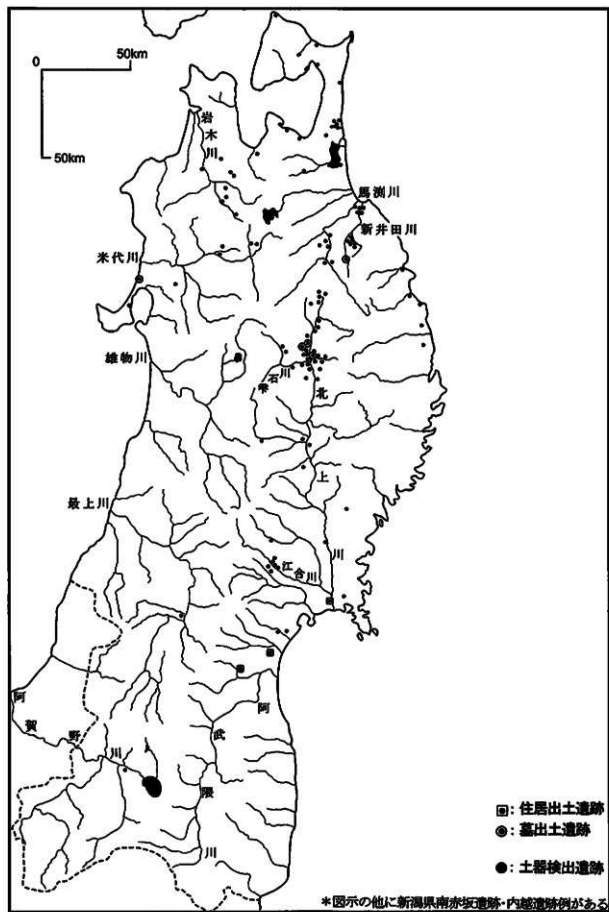 0 50km
50km
岩木川
馬渕川
新井田川
米代川
雄物川
雫石川
北上川
最上川
江合川
阿賀野川
阿武隈川
: 住居出土遺跡
: 墓出土遺跡
: 土器検出遺跡
*図示の他に新潟県南赤坂遺跡・内越遺跡例がある